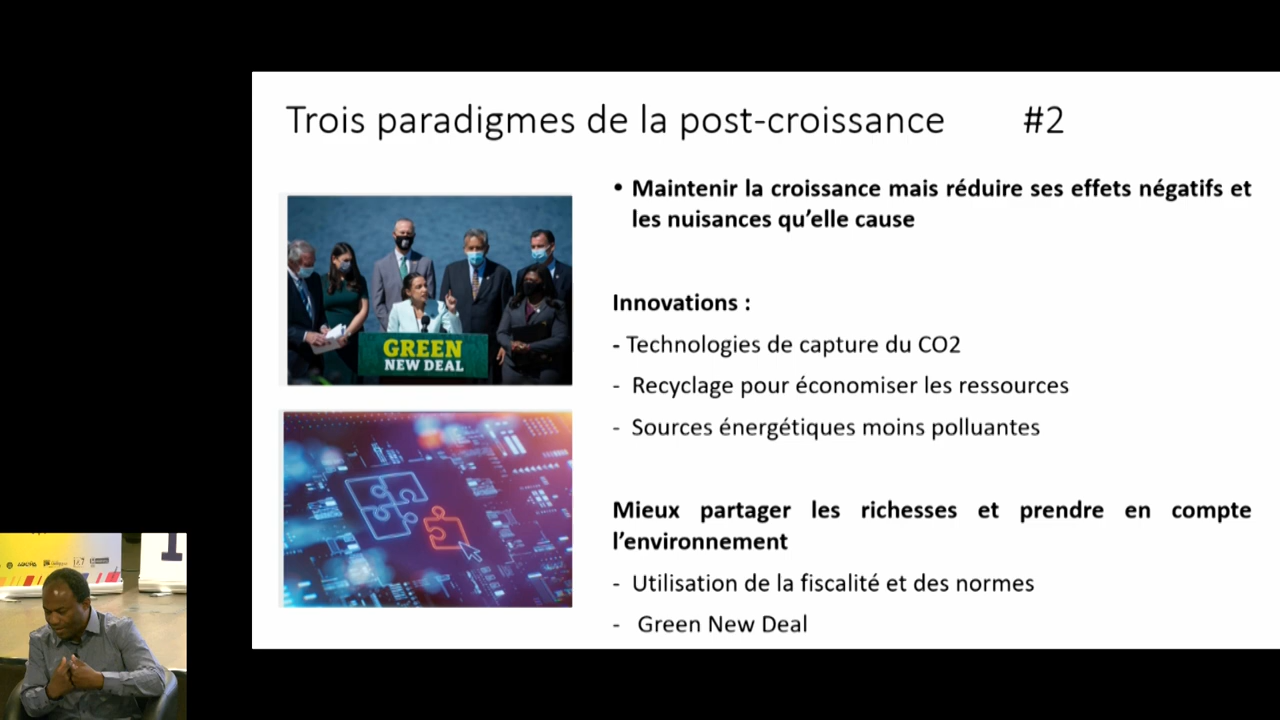 Trois paradigmes de la post-croissance #2
• Maintenir la croissance mais réduire ses effets négatifs et
les nuisances qu’elle cause
Innovations :
- Technologies de capture du CO2
- Recyclage pour économiser les ressources
- Sources énergétiques moins polluantes
Mieux partager les richesses et prendre en compte
l’environnement
- Utilisation de la fiscalité et des normes
- Green New Deal
GREEN
NEW DEAL